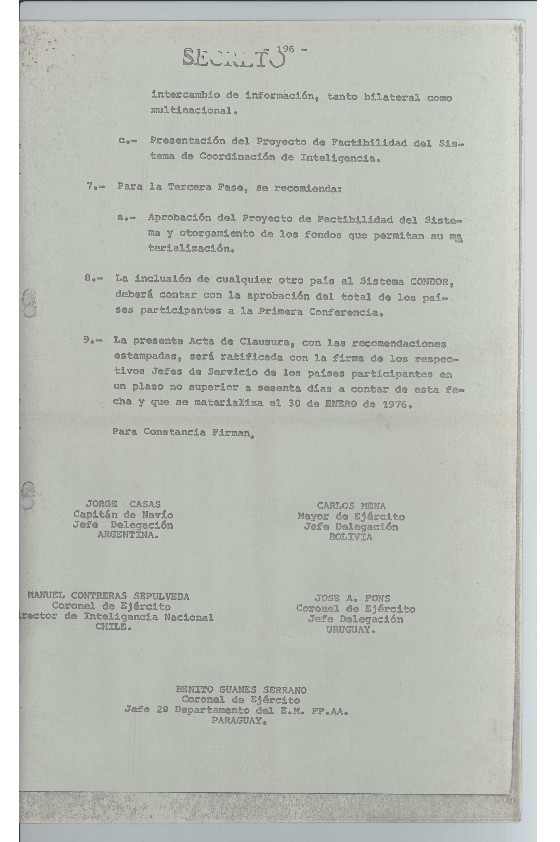 SECRETO
- 196 -
intercambio de información, tanto bilateral como
multinacional.
c.- Presentación del Proyecto de Factibilidad del Sis-
tema de Coordinación de Inteligencia.
7.- Para la Tercera Fase, se recomienda:
a.- Aprobación del Proyecto de Factibilidad del Siste-
ma y otorgamiento de los fondos que permitan su ma
terialización.
8.- La inclusión de cualquier otro país al Sistema CONDOR,
deberá contar con la aprobación del total de los paí-
ses participantes a la Primera Conferencia.
9.- La presente Acta de Clausura, con las recomendaciones
estampadas, será ratificada con la firma de los respec-
tivos Jefes de Servicio de los países participantes en
un plaso no superior a sesenta días a contar de esta fe-
cha y que se materializa el 30 de ENERO de 1976.
Para Constancia Firman,
JORGE CASAS
Capitán de Navío
Jefe Delegación
ARGENTINA.
CARLOS MENA
Mayor de Ejército
Jefe Delegación
BOLIVIA
MANUEL CONTRERAS SEPULVEDA
Coronel de Ejército
irector de Inteligencia Nacional
CHILE.
JOSE A. FONS
Coronel de Ejército
Jefe Delegación
URUGUAY.
BENITO GUANES SERRANO
Coronel de Ejército
Jefe 2º Departamento del E.M. FF.AA.
PARAGUAY.